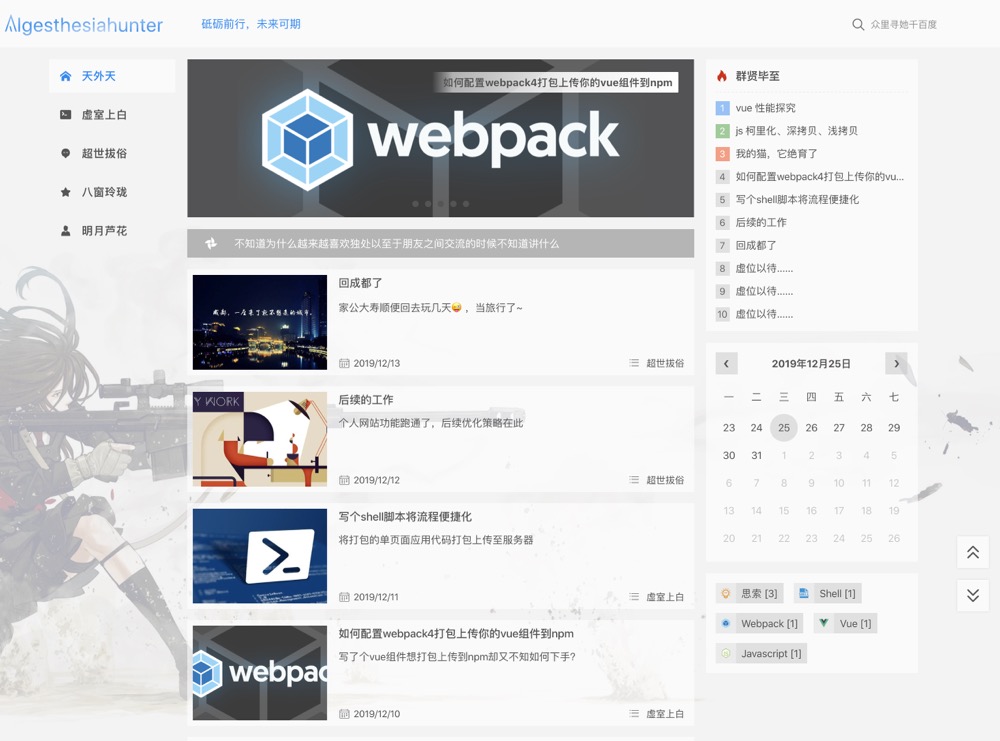 Algesthesiahunter
砥砺前行，未来可期
众里寻她千百度
天外天
虚室上白
超世拔俗
八窗玲珑
明月芦花
如何配置webpack4打包上传你的vue组件到npm
webpack
不知道为什么越来越喜欢独处以至于朋友之间交流的时候不知道讲什么
成都，一座来了就不想走的城市。
回成都了
家公大寿顺便回去玩几天😜 ，当旅行了~
2019/12/13
超世拔俗
Y WORK
后续的工作
个人网站功能跑通了，后续优化策略在此
2019/12/12
超世拔俗
写个shell脚本将流程便捷化
将打包的单页面应用代码打包上传至服务器
2019/12/11
虚室上白
webpac
如何配置webpack4打包上传你的vue组件到npm
写了个vue组件想打包上传到npm却又不知如何下手?
2019/12/10
虚室上白
群贤毕至
1 vue 性能探究
2 js 柯里化、深拷贝、浅拷贝
3 我的猫，它绝育了
4 如何配置webpack4打包上传你的vu...
5 写个shell脚本将流程便捷化
6 后续的工作
7 回成都了
8 虚位以待......
9 虚位以待......
10 虚位以待......
2019年12月25日
一 二 三 四 五 六 七
23 24 25 26 27 28 29
30 31 1 2 3 4 5
6 7 8 9 10 11 12
13 14 15 16 17 18 19
20 21 22 23 24 25 26
思索 [3] Shell [1]
Webpack [1] Vue [1]
Javascript [1]